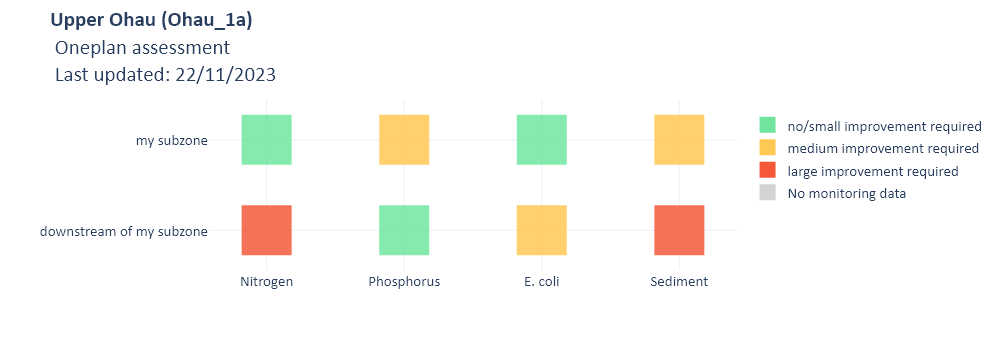 Upper Ohau (Ohau_1a)
Oneplan assessment
Last updated: 22/11/2023
my subzone
downstream of my subzone
Nitrogen
Phosphorus
E. coli
Sediment
no/small improvement required
medium improvement required
large improvement required
No monitoring data